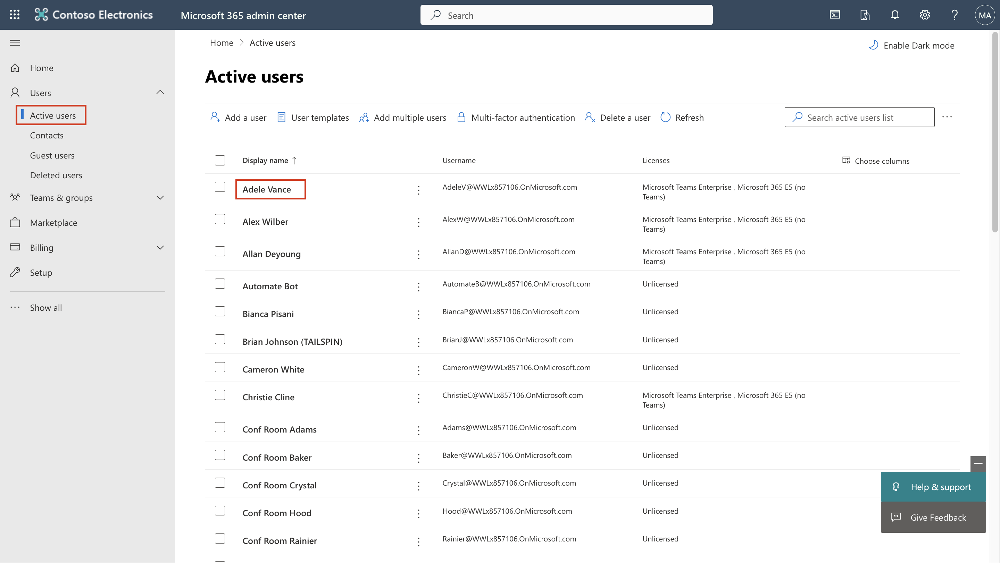 Contoso Electronics
Microsoft 365 admin center
Search
MA
Home
Users
Active users
Contacts
Guest users
Deleted users
Teams & groups
Marketplace
Billing
Setup
Show all
Home > Active users
Enable Dark mode
Active users
Add a user
User templates
Add multiple users
Multi-factor authentication
Delete a user
Refresh
Search active users list
Display name ↑
Username
Licenses
Choose columns
Adele Vance
AdeleV@WWLx857106.OnMicrosoft.com
Microsoft Teams Enterprise , Microsoft 365 E5 (no
Teams)
Alex Wilber
AlexW@WWLx857106.OnMicrosoft.com
Microsoft Teams Enterprise , Microsoft 365 E5 (no
Teams)
Allan Deyoung
AllanD@WWLx857106.OnMicrosoft.com
Microsoft Teams Enterprise , Microsoft 365 E5 (no
Teams)
Automate Bot
AutomateB@WWLx857106.OnMicrosoft.com
Unlicensed
Bianca Pisani
BiancaP@WWLx857106.OnMicrosoft.com
Unlicensed
Brian Johnson (TAILSPIN)
BrianJ@WWLx857106.OnMicrosoft.com
Unlicensed
Cameron White
CameronW@WWLx857106.OnMicrosoft.com
Unlicensed
Christie Cline
ChristieC@WWLx857106.OnMicrosoft.com
Microsoft Teams Enterprise , Microsoft 365 E5 (no
Teams)
Conf Room Adams
Adams@WWLx857106.OnMicrosoft.com
Unlicensed
Conf Room Baker
Baker@WWLx857106.OnMicrosoft.com
Unlicensed
Conf Room Crystal
Crystal@WWLx857106.OnMicrosoft.com
Unlicensed
Conf Room Hood
Hood@WWLx857106.OnMicrosoft.com
Unlicensed
Conf Room Rainier
Rainier@WWLx857106.OnMicrosoft.com
Unlicensed
Help & support
Give Feedback